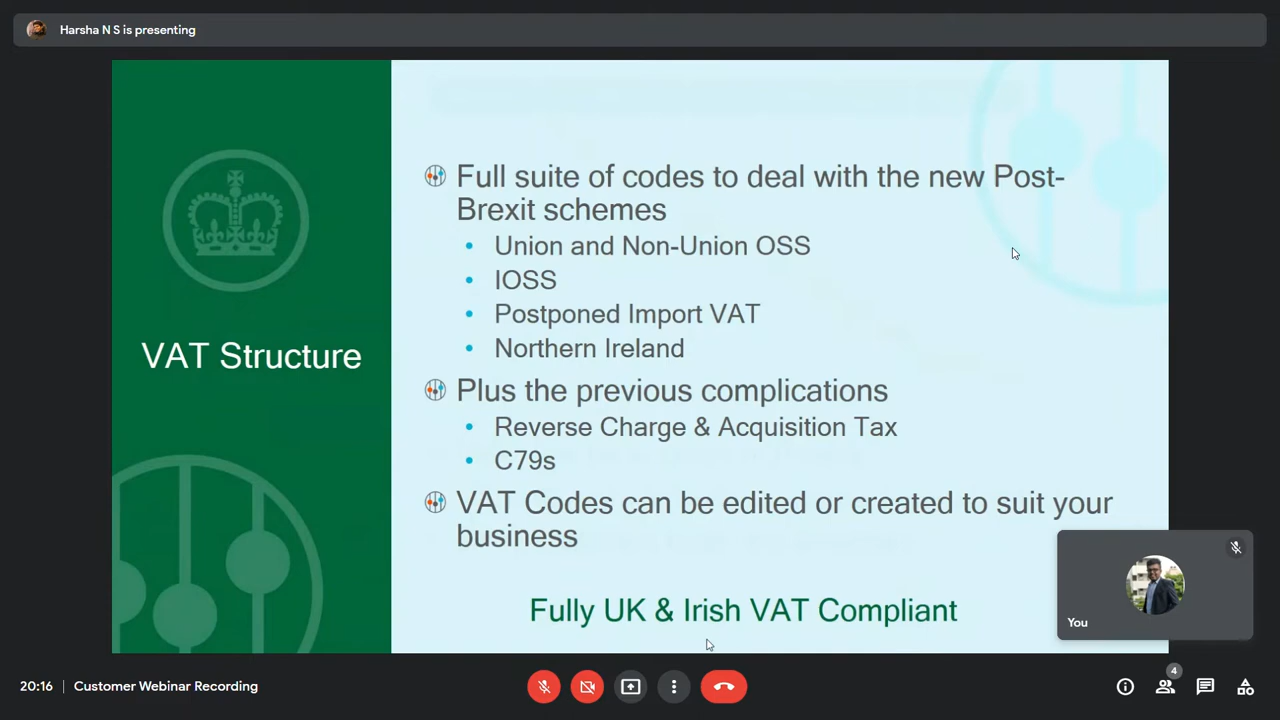 Harsha N S is presenting
VAT Structure
Full suite of codes to deal with the new Post-
Brexit schemes
• Union and Non-Union OSS
• IOSS
• Postponed Import VAT
• Northern Ireland
Plus the previous complications
• Reverse Charge & Acquisition Tax
• C79s
VAT Codes can be edited or created to suit your
business
Fully UK & Irish VAT Compliant
You
20:16 | Customer Webinar Recording
4